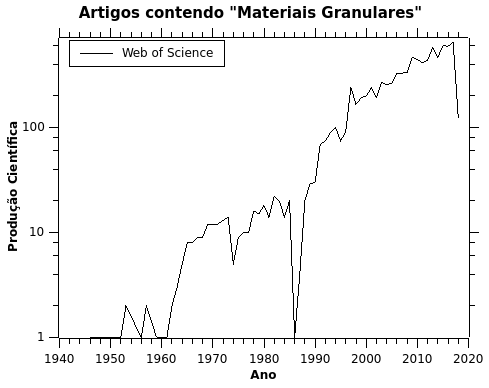 Artigos contendo "Materiais Granulares"
Web of Science
Produção Científica
100
10
1
1940 1950 1960 1970 1980 1990 2000 2010 2020
Ano